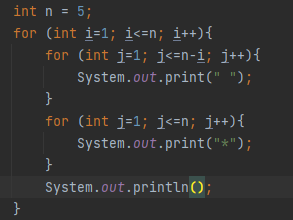 int n = 5;
for (int i=1; i<=n; i++){
    for (int j=1; j<=n-i; j++){
        System.out.print(" ");
    }
    for (int j=1; j<=n; j++){
        System.out.print("*");
    }
    System.out.println();
}